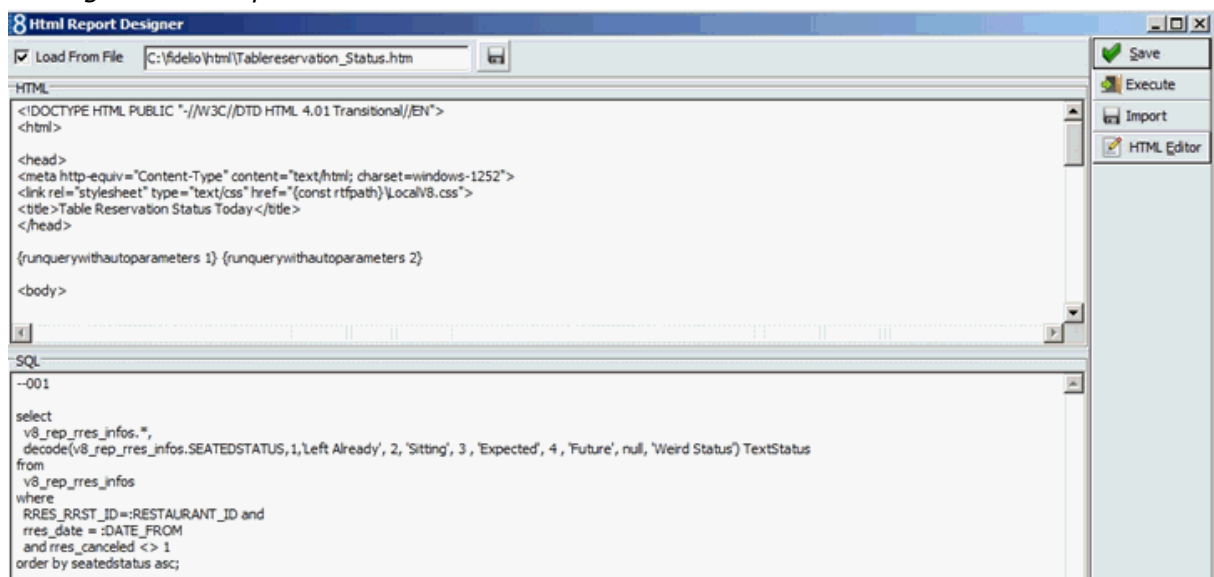 8 Html Report Designer
Load From File C:\fidelio\html\Tablereservation_Status.htm
Save
Execute
Import
HTML Editor
HTML
<!DOCTYPE HTML PUBLIC "-//W3C//DTD HTML 4.01 Transitional//EN">
<html>
<head>
<meta http-equiv="Content-Type" content="text/html; charset=windows-1252">
<link rel="stylesheet" type="text/css" href="{const rtfpath}\LocalV8.css">
<title>Table Reservation Status Today</title>
</head>
{runquerywithautoparameters 1} {runquerywithautoparameters 2}
<body>
SQL
--001
select
v8_rep_rres_infos.*,
decode(v8_rep_rres_infos.SEATEDSTATUS,1,'Left Already', 2, 'Sitting', 3 , 'Expected', 4 , 'Future', null, 'Weird Status') TextStatus
from
v8_rep_rres_infos
where
RRES_RRST_ID=:RESTAURANT_ID and
rres_date = :DATE_FROM
and rres_canceled <> 1
order by seatedstatus asc;